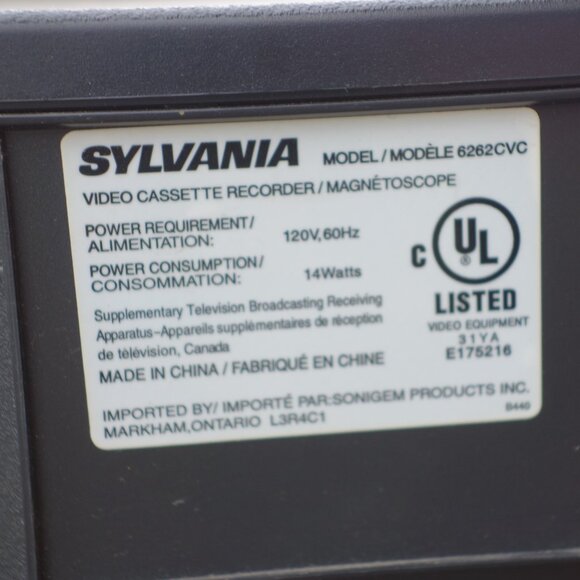 SYLVANIA MODEL / MODÈLE 6262CVC
VIDEO CASSETTE RECORDER / MAGNÉTOSCOPE
POWER REQUIREMENT/
ALIMENTATION: 120V, 60Hz
POWER CONSUMPTION/
CONSOMMATION: 14Watts
Supplementary Television Broadcasting Receiving
Apparatus-Appareils supplémentaires de réception
de télévision, Canada
MADE IN CHINA / FABRIQUÉ EN CHINE
IMPORTED BY/ IMPORTÉ PAR:SONIGEM PRODUCTS INC.
MARKHAM,ONTARIO L3R4C1
C UL ®
LISTED
VIDEO EQUIPMENT
31YA
E175216
B440